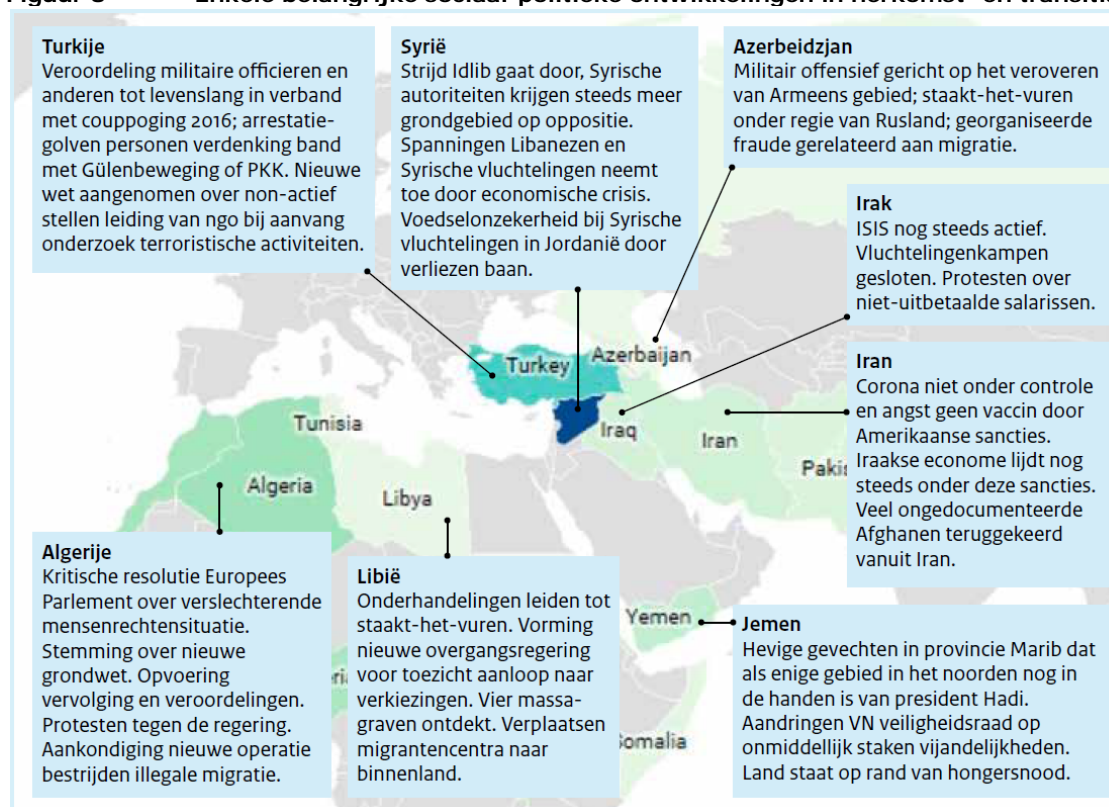 Turkije
Veroordeling militaire officieren en
anderen tot levenslang in verband
met couppoging 2016; arrestatie-
golven personen verdenking band
met Gülenbeweging of PKK. Nieuwe
wet aangenomen over non-actief
stellen leiding van ngo bij aanvang
onderzoek terroristische activiteiten.
Syrië
Strijd Idlib gaat door, Syrische
autoriteiten krijgen steeds meer
grondgebied op oppositie.
Spanningen Libanezen en
Syrische vluchtelingen neemt
toe door economische crisis.
Voedselonzekerheid bij Syrische
vluchtelingen in Jordanië door
verliezen baan.
Azerbeidzjan
Militair offensief gericht op het veroveren
van Armeens gebied; staakt-het-vuren
onder regie van Rusland; georganiseerde
fraude gerelateerd aan migratie.
Irak
ISIS nog steeds actief.
Vluchtelingenkampen
gesloten. Protesten over
niet-uitbetaalde salarissen.
Iran
Corona niet onder controle
en angst geen vaccin door
Amerikaanse sancties.
Iraakse econome lijdt nog
steeds onder deze sancties.
Veel ongedocumenteerde
Afghanen teruggekeerd
vanuit Iran.
Turkey
Azerbaijan
Tunisia
Iraq
Iran
Pakis
Algeria
Libya
Yemen
Somalia
Algerije
Kritische resolutie Europees
Parlement over verslechterende
mensenrechtensituatie.
Stemming over nieuwe
grondwet. Opvoering
vervolging en veroordelingen.
Protesten tegen de regering.
Aankondiging nieuwe operatie
bestrijden illegale migratie.
Libië
Onderhandelingen leiden tot
staakt-het-vuren. Vorming
nieuwe overgangsregering
voor toezicht aanloop naar
verkiezingen. Vier massa-
graven ontdekt. Verplaatsen
migrantencentra naar
binnenland.
Jemen
Hevige gevechten in provincie Marib dat
als enige gebied in het noorden nog in
de handen is van president Hadi.
Aandringen VN veiligheidsraad op
onmiddellijk staken vijandelijkheden.
Land staat op rand van hongersnood.